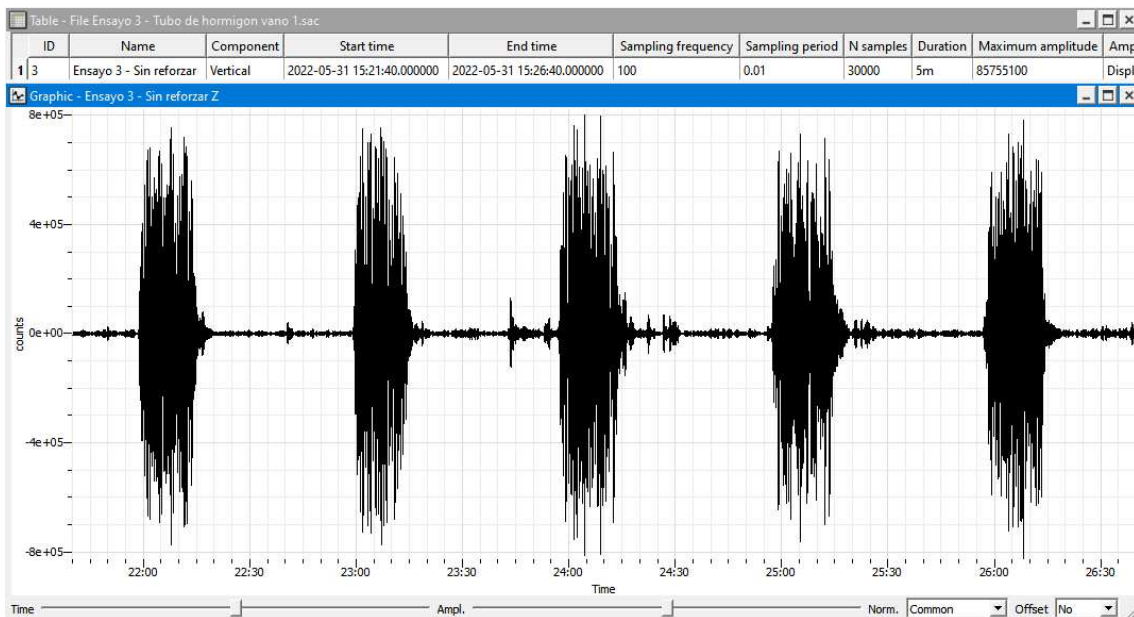 Table - File Ensayo 3 - Tubo de hormigon vano 1.sac
ID Name Component Start time End time Sampling frequency Sampling period N samples Duration Maximum amplitude Amp
1 3 Ensayo 3 - Sin reforzar Vertical 2022-05-31 15:21:40.000000 2022-05-31 15:26:40.000000 100 0.01 30000 5m 85755100 Displ
Graphic - Ensayo 3 - Sin reforzar Z
8e+05
4e+05
0e+00
-4e+05
-8e+05
counts
22:00 22:30 23:00 23:30 24:00 24:30 25:00 25:30 26:00 26:30
Time
Time Ampl. Norm. Common Offset No